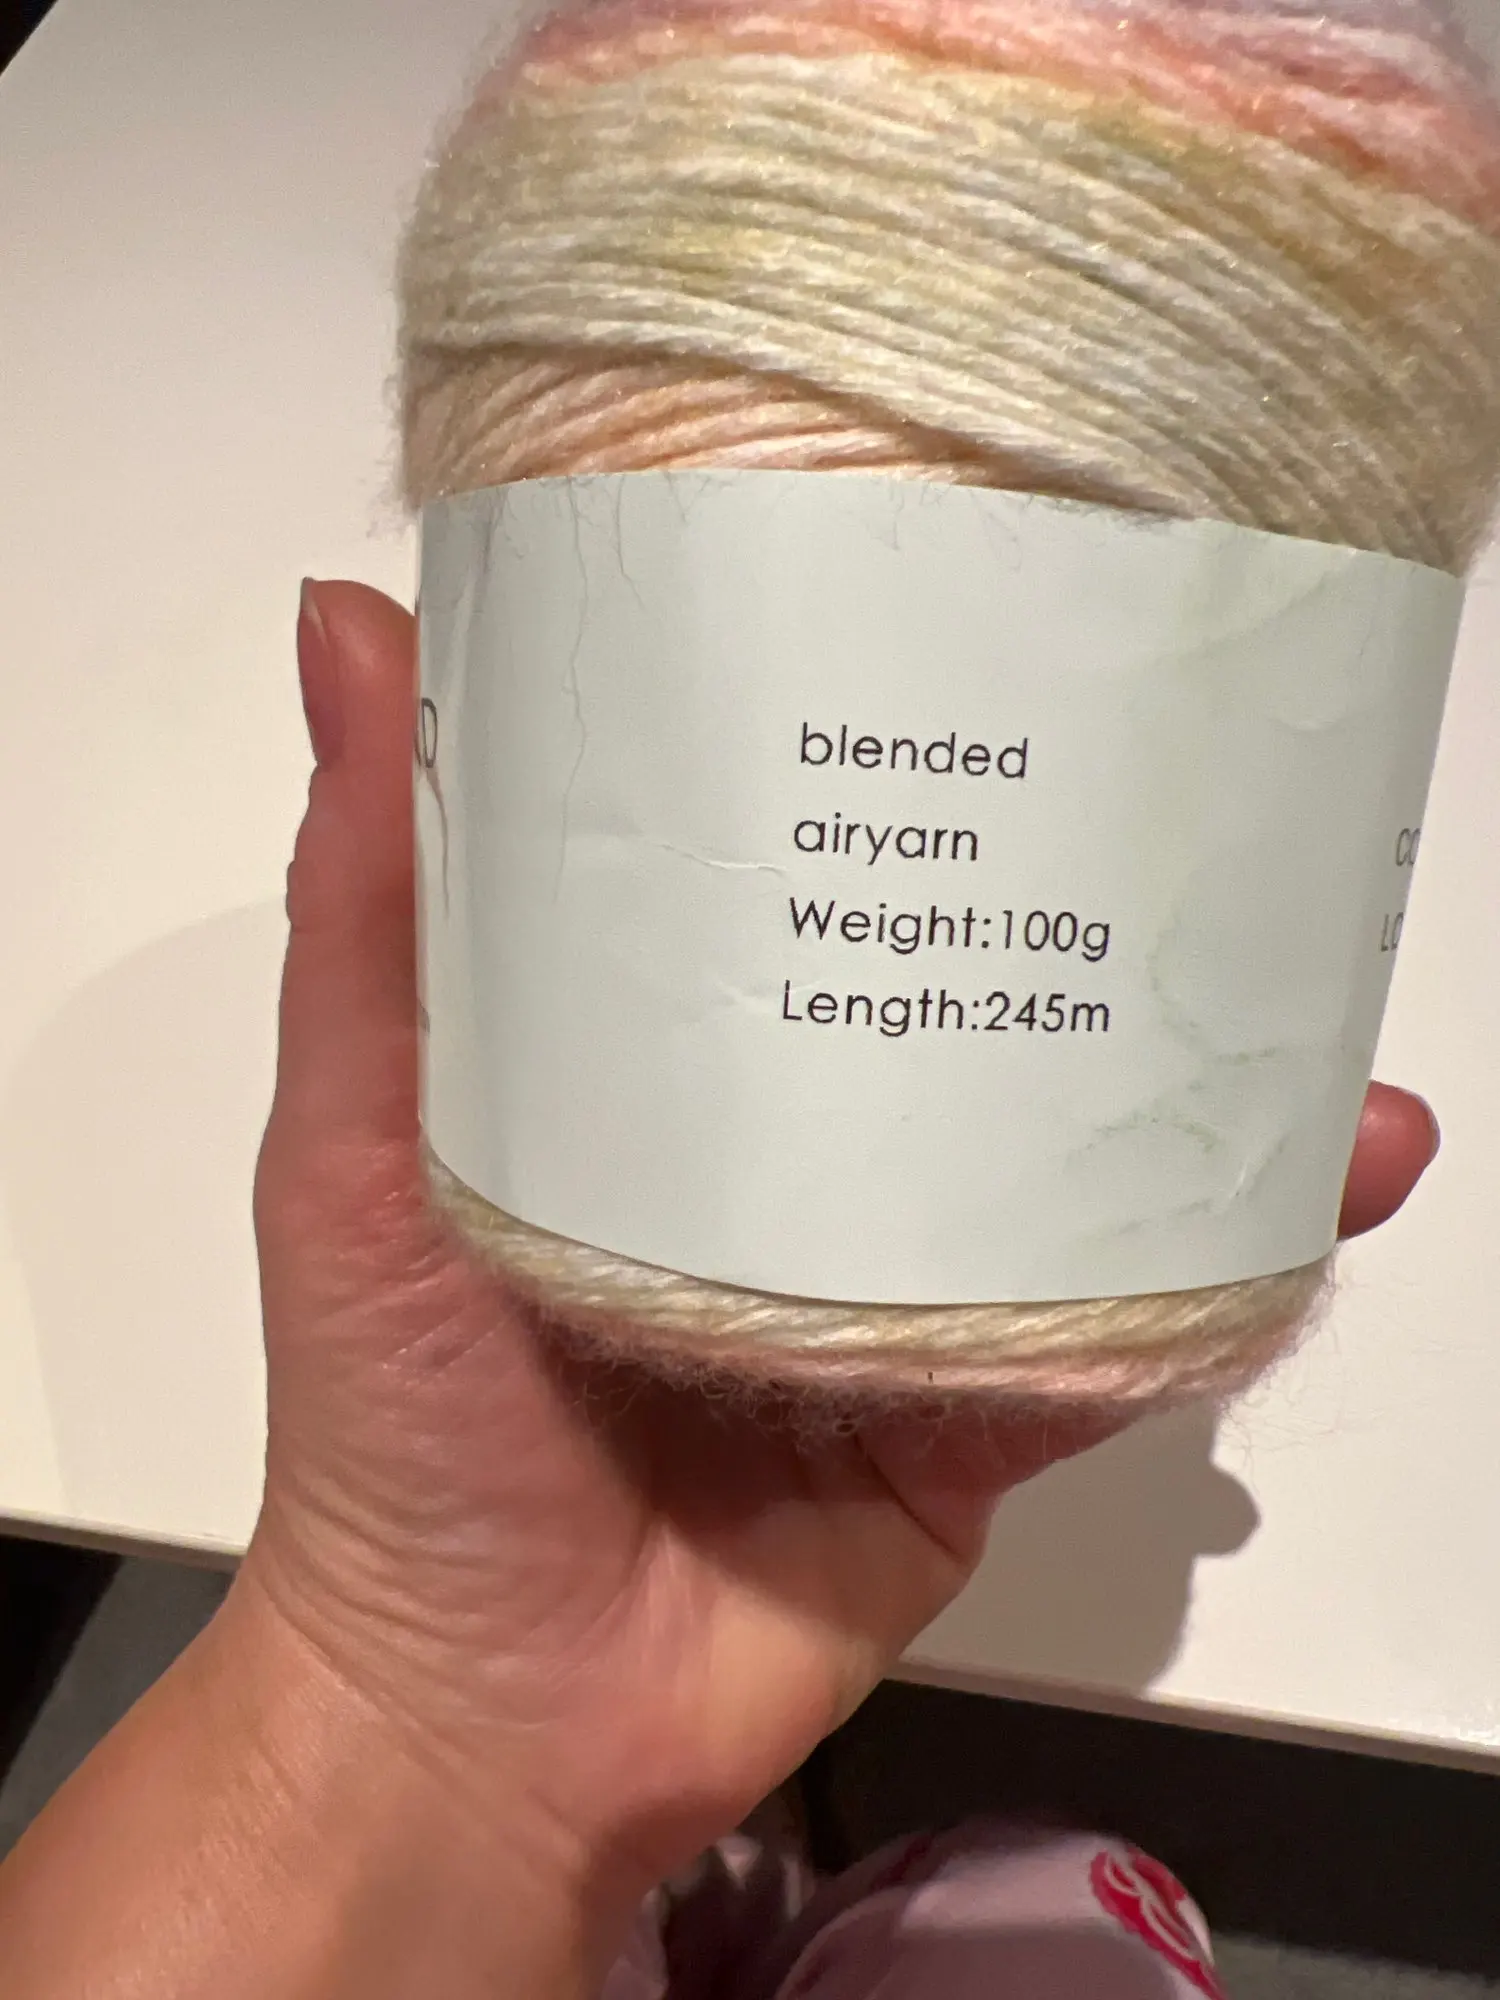 blended
airyarn
Weight:100g
Length:245m